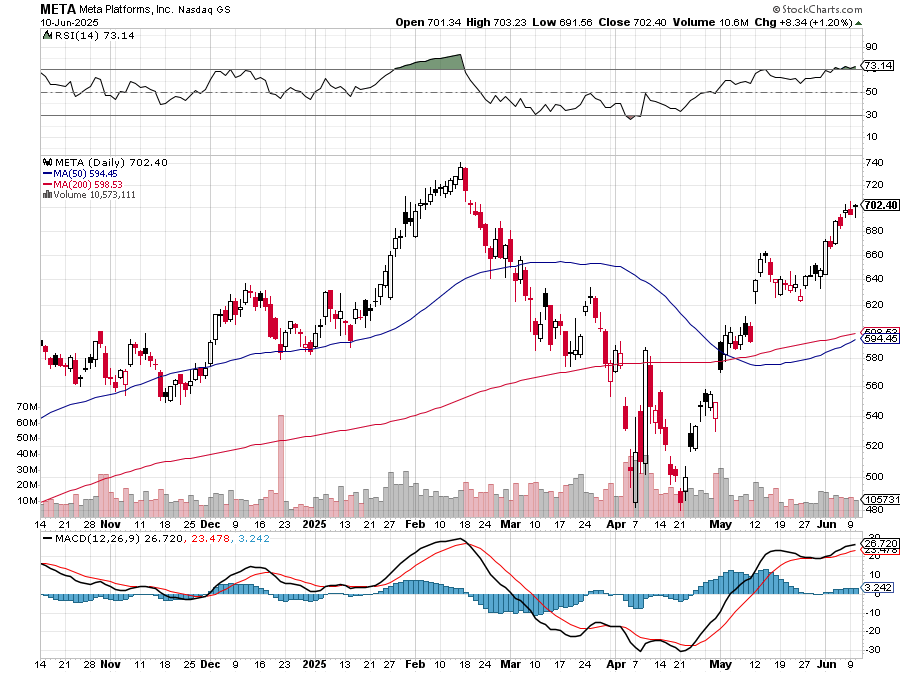 META Meta Platforms, Inc. Nasdaq GS
© StockCharts.com
10-Jun-2025
Open 701.34 High 703.23 Low 691.56 Close 702.40 Volume 10.6M Chg +8.34 (+1.20%)
RSI(14) 73.14
90
73.14
70
50
30
10
META (Daily) 702.40
MA(50) 594.45
MA(200) 598.53
Volume 10,573,111
740
720
702.40
680
660
640
620
598.53
594.45
580
560
540
520
500
10573111
480
70M
60M
50M
40M
30M
20M
10M
14 21 28 Nov 11 18 25 Dec 9 16 23 2025 13 21 27 Feb 10 18 24 Mar 10 17 24 Apr 7 14 21 May 12 19 27 Jun 9
MACD(12,26,9) 26.720, 23.478, 3.242
30
26.720
23.478
20
10
3.242
0
-10
-20
-30
14 21 28 Nov 11 18 25 Dec 9 16 23 2025 13 21 27 Feb 10 18 24 Mar 10 17 24 Apr 7 14 21 May 12 19 27 Jun 9